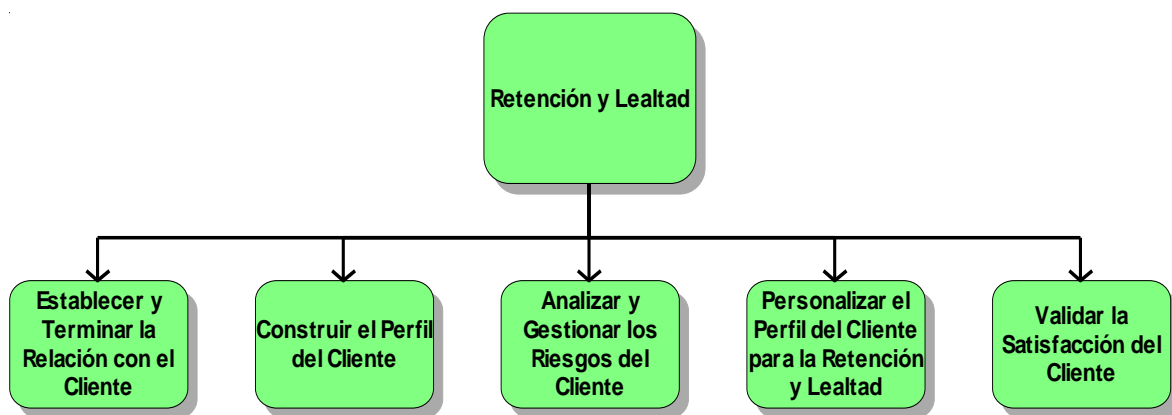 Retención y Lealtad
Establecer y
Terminar la
Relación con el
Cliente
Construir el Perfil
del Cliente
Analizar y
Gestionar los
Riesgos del
Cliente
Personalizar el
Perfil del Cliente
para la Retención
y Lealtad
Validar la
Satisfacción del
Cliente